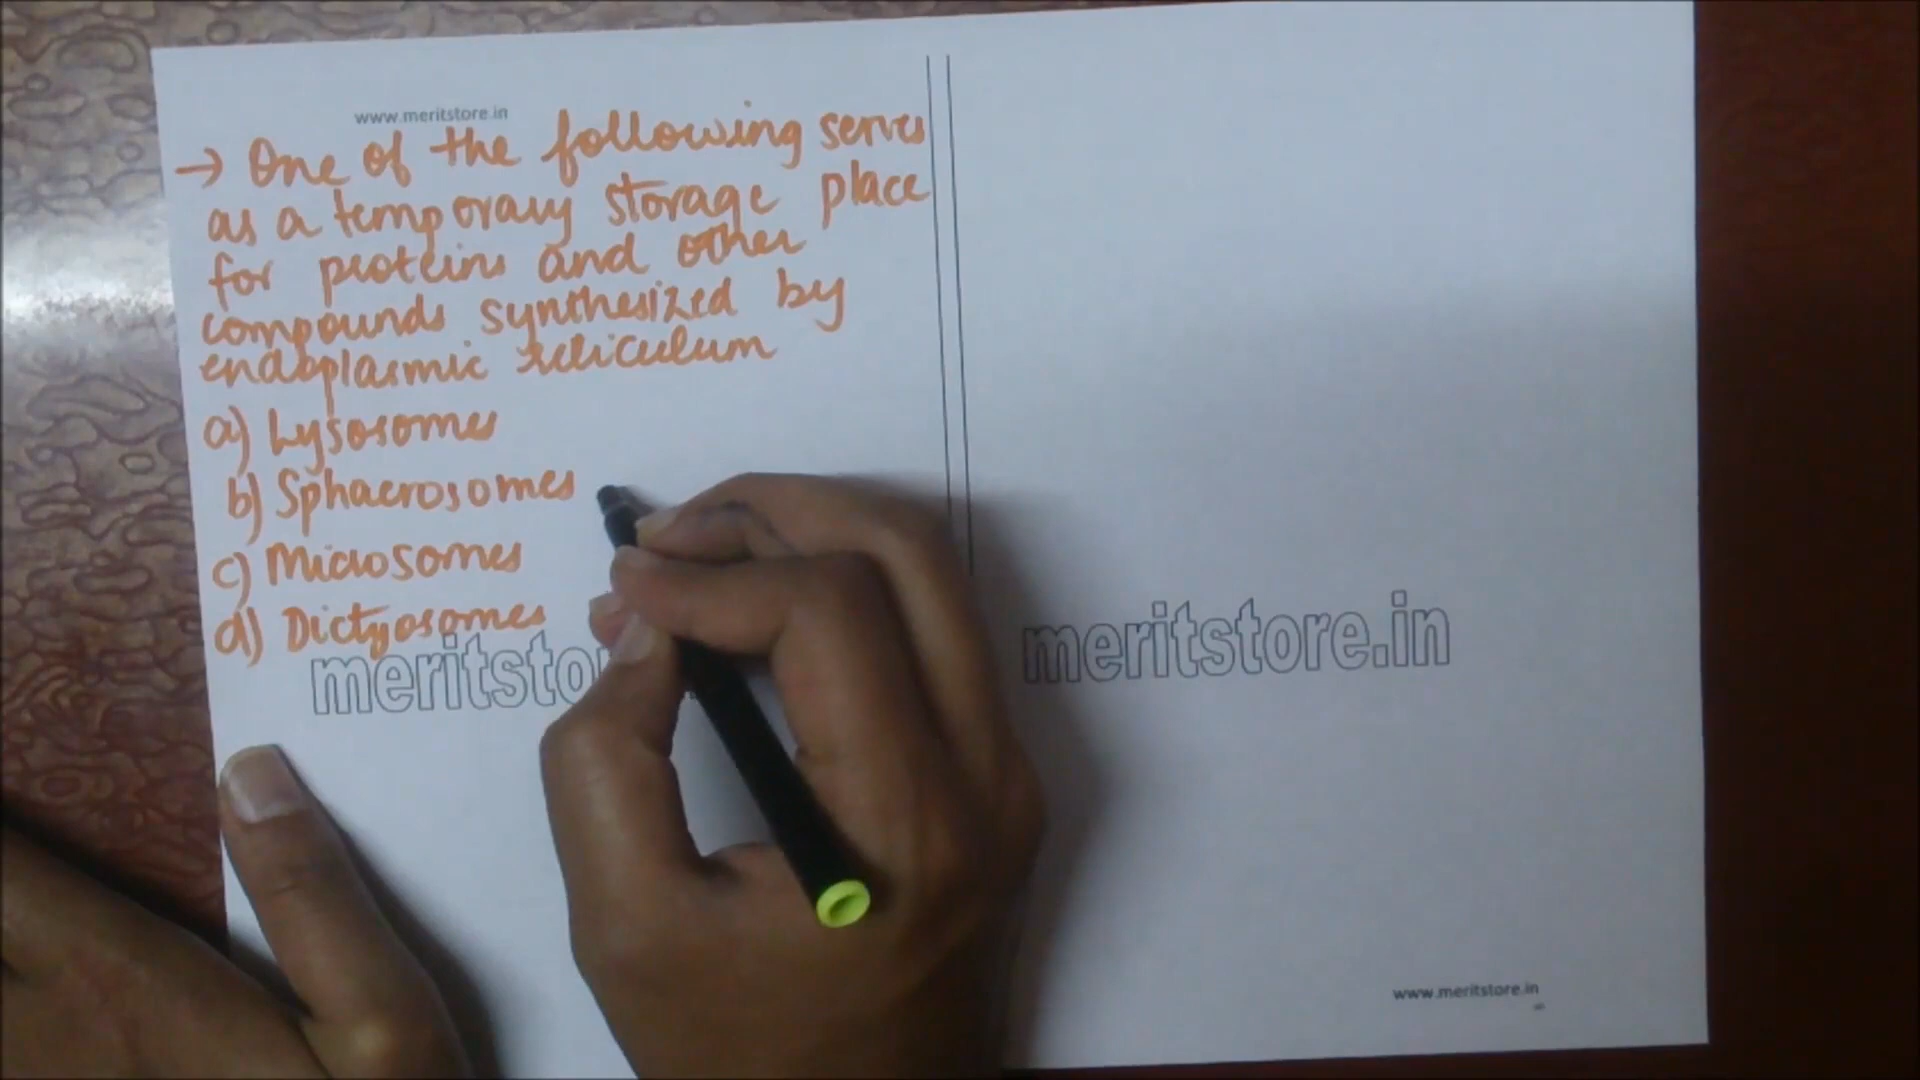 www.meritstore.in
→ One of the following serves
as a temporary storage place
for proteins and other
compounds synthesized by
endoplasmic reticulum
a) Lysosomes
b) Sphaerosomes
c) Microsomes
d) Dictyosomes
meritsto
meritstore.in
www.meritstore.in